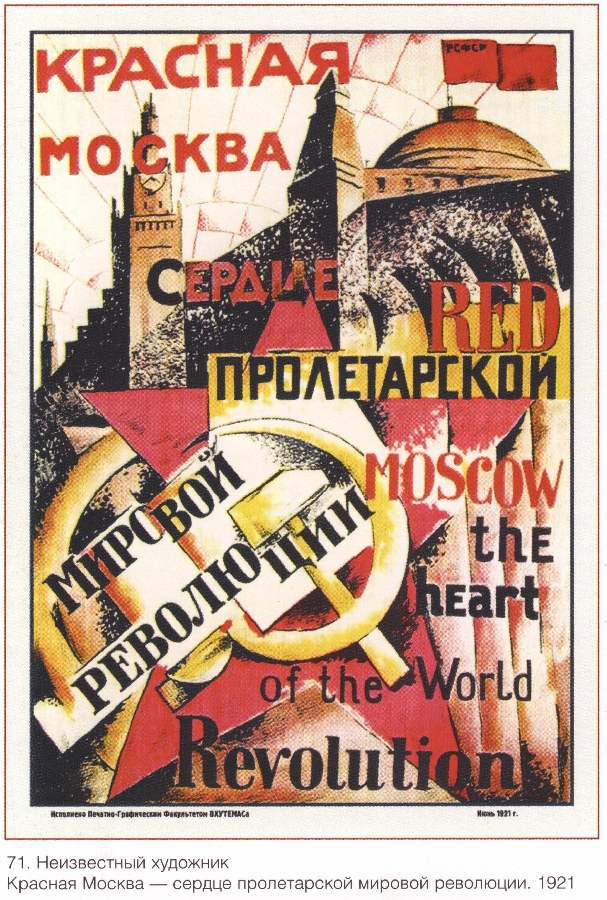 КРАСНАЯ
РСФСР
МОСКВА
СЕРДЦЕ
RED
ПРОЛЕТАРСКОЙ
МИРОВОЙ
РЕВОЛЮЦИИ
MOSCOW
the
heart
of the World
Revolution
Исполнено Печатно-Графическим Факультетом ВХУТЕМАСа
Июнь 1921 г.
71. Неизвестный художник
Красная Москва — сердце пролетарской мировой революции. 1921